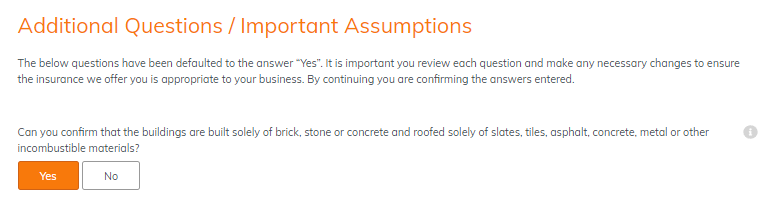 Additional Questions / Important Assumptions
The below questions have been defaulted to the answer “Yes”. It is important you review each question and make any necessary changes to ensure
the insurance we offer you is appropriate to your business. By continuing you are confirming the answers entered.
Can you confirm that the buildings are built solely of brick, stone or concrete and roofed solely of slates, tiles, asphalt, concrete, metal or other
incombustible materials?
Yes No